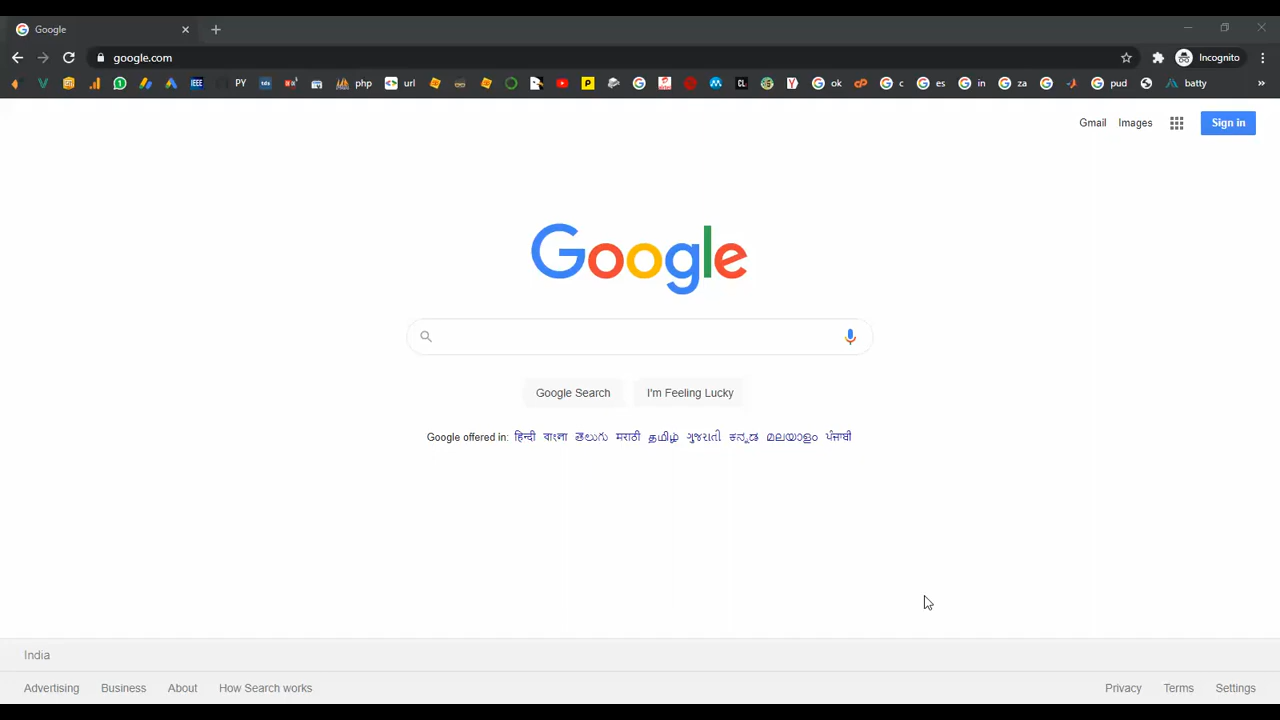 Google
google.com
Incognito
PY php url ok c es in za pud batty
Gmail Images Sign in
Google
Google Search I'm Feeling Lucky
Google offered in: हिन्दी বাংলা తెలుగు मराठी தமிழ் ગુજરાતી ಕನ್ನಡ മലയാളം ਪੰਜਾਬੀ
India
Advertising Business About How Search works Privacy Terms Settings